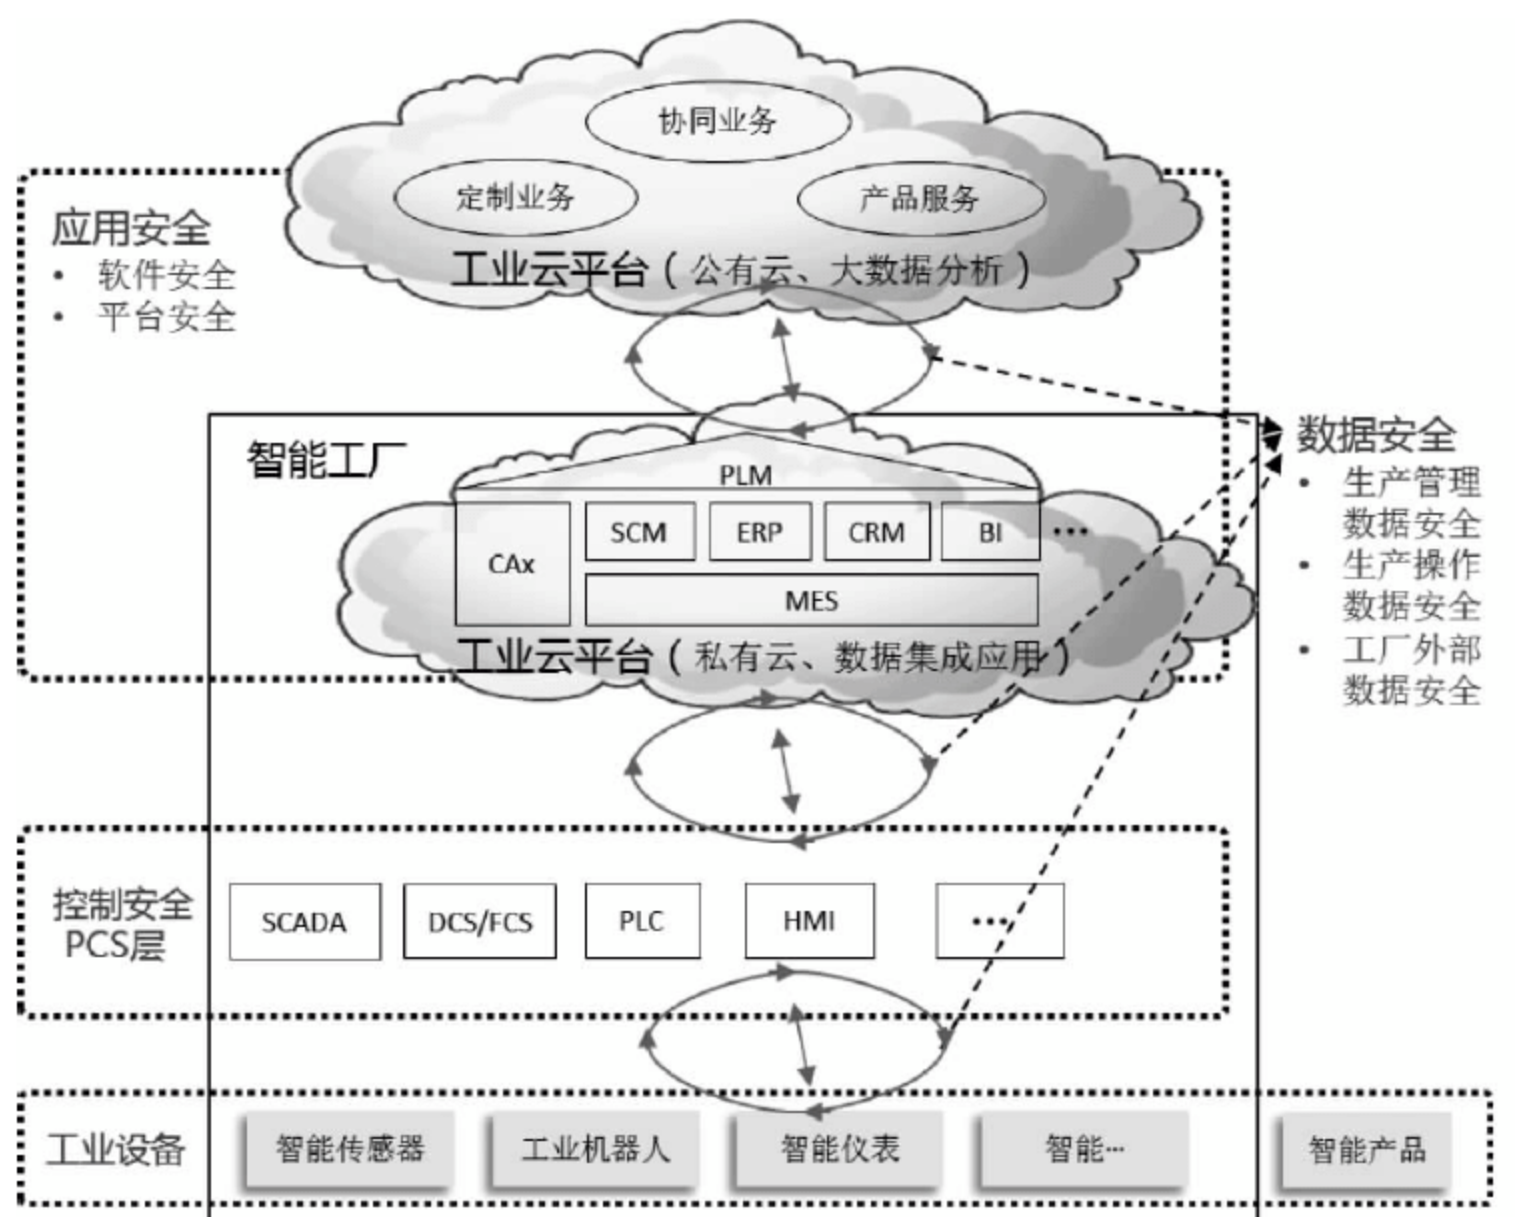 协同业务
定制业务
产品服务
工业云平台（公有云、大数据分析）
应用安全
• 软件安全
• 平台安全
智能工厂
PLM
CAx
SCM
ERP
CRM
BI
...
MES
工业云平台（私有云、数据集成应用）
数据安全
• 生产管理
数据安全
• 生产操作
数据安全
• 工厂外部
数据安全
控制安全
PCS层
SCADA
DCS/FCS
PLC
HMI
...
工业设备
智能传感器
工业机器人
智能仪表
智能...
智能产品